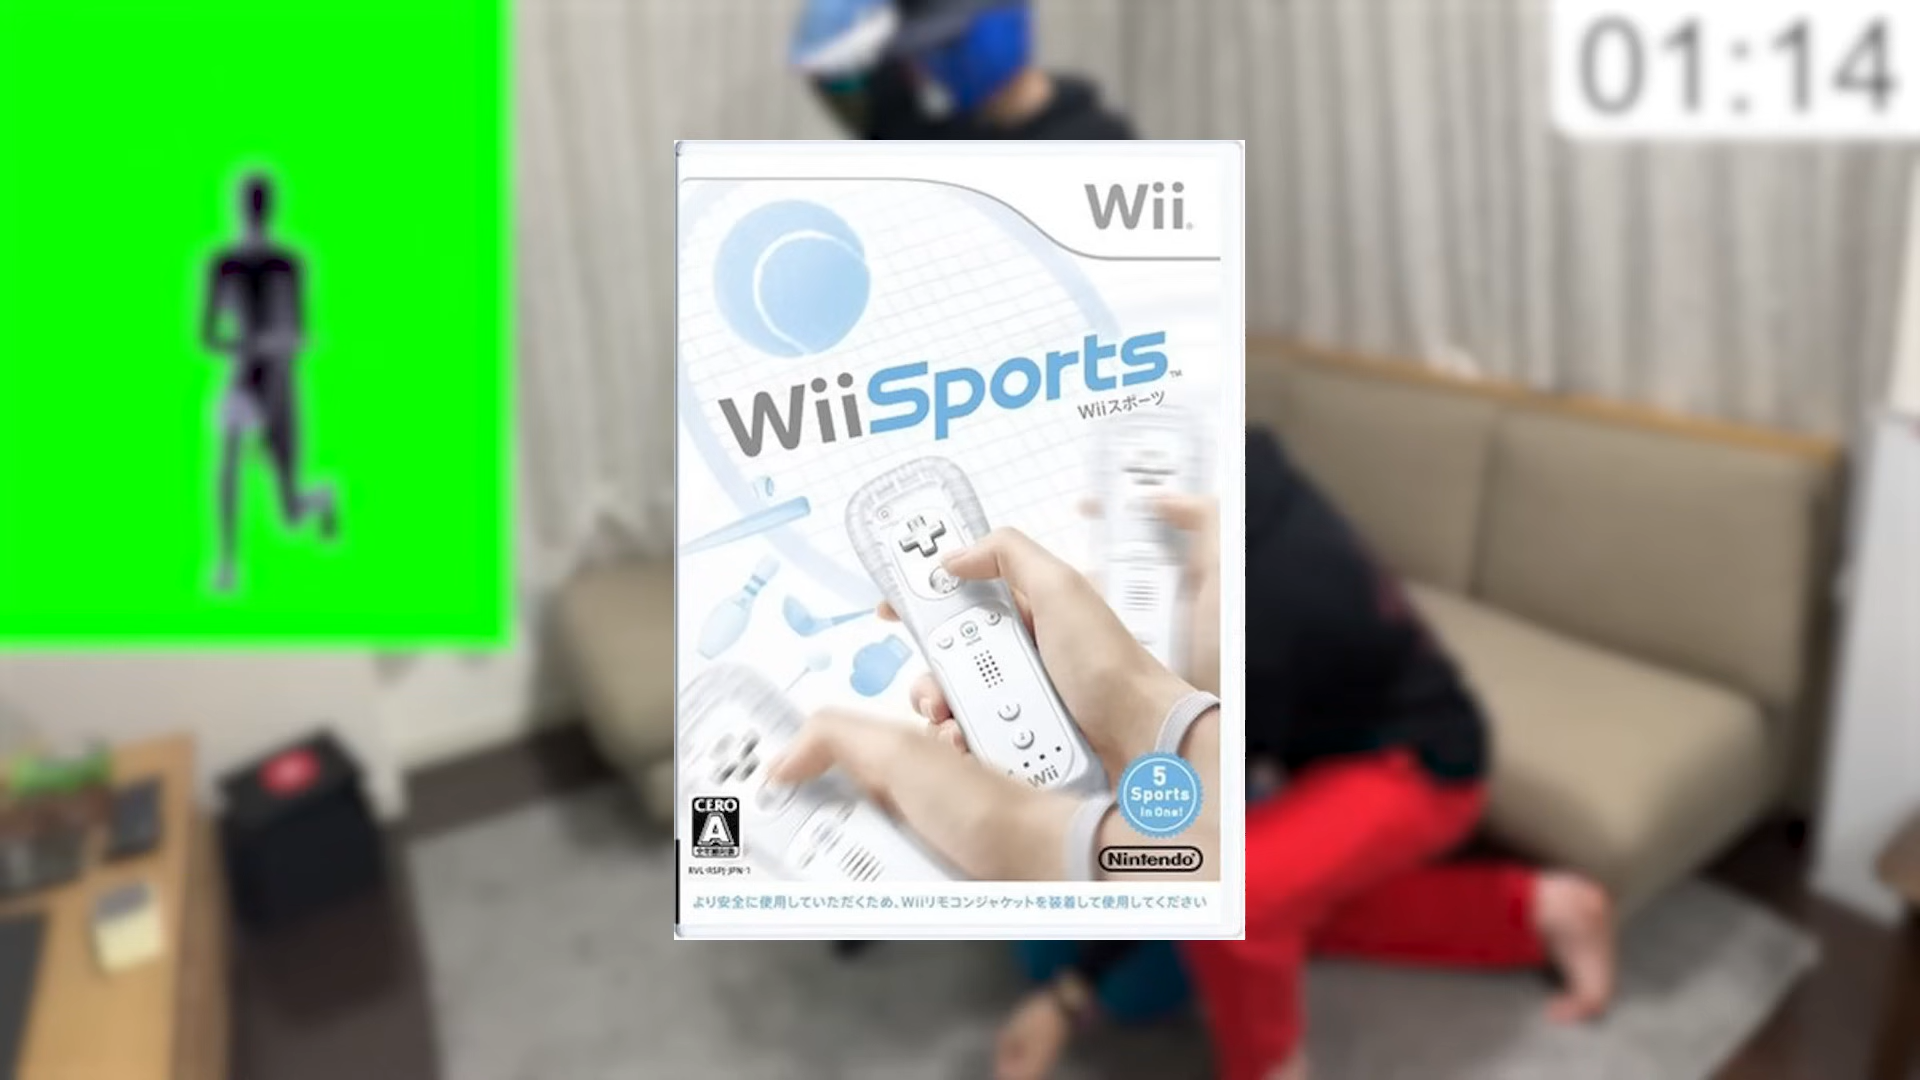 01:14
Wii
WiiSports™
Wiiスポーツ
5
Sports
in One!
CERO
A
RVL-RSPJ-JPN-1
Nintendo
より安全に使用していただくため、Wiiリモコンジャケットを装着して使用してください
Wii